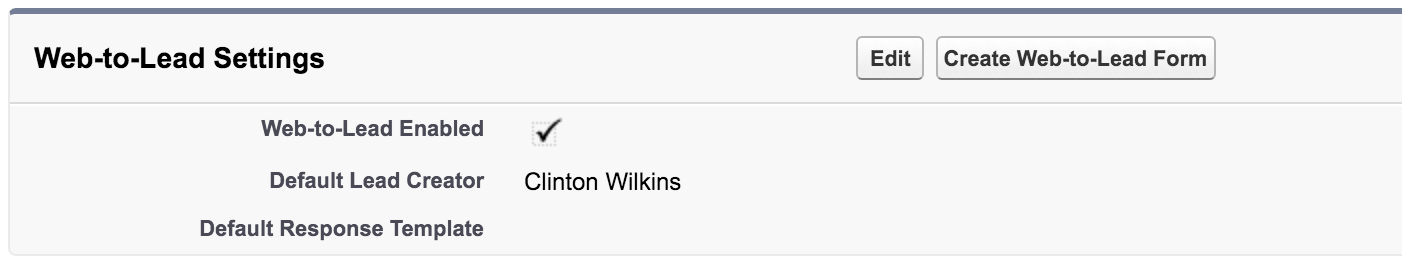 Web-to-Lead Settings
Edit
Create Web-to-Lead Form
Web-to-Lead Enabled
Default Lead Creator Clinton Wilkins
Default Response Template